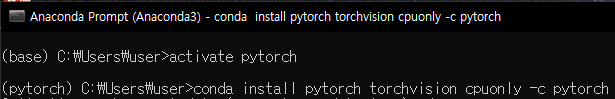 Anaconda Prompt (Anaconda3) - conda  install pytorch torchvision cpuonly -c pytorch
(base) C:₩Users₩user>activate pytorch
(pytorch) C:₩Users₩user>conda install pytorch torchvision cpuonly -c pytorch